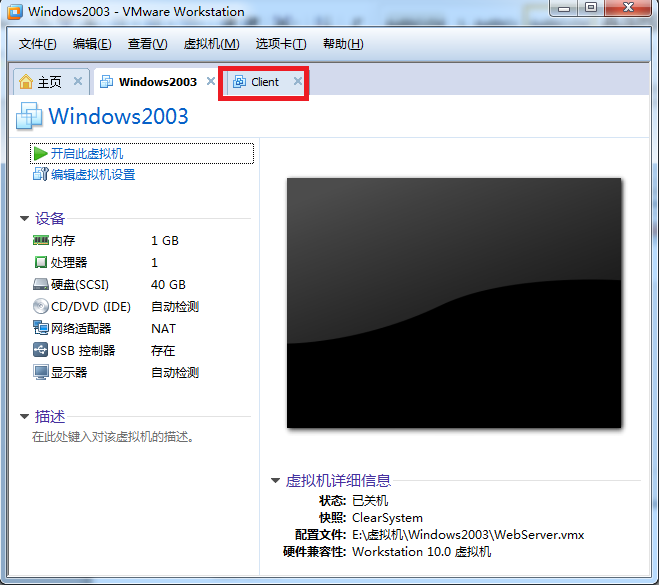 Windows2003 - VMware Workstation
文件(F) 编辑(E) 查看(V) 虚拟机(M) 选项卡(T) 帮助(H)
主页 Windows2003 Client
Windows2003
开启此虚拟机
编辑虚拟机设置
设备
内存 1 GB
处理器 1
硬盘(SCSI) 40 GB
CD/DVD (IDE) 自动检测
网络适配器 NAT
USB 控制器 存在
显示器 自动检测
描述
在此处键入对该虚拟机的描述。
虚拟机详细信息
状态: 已关机
快照: ClearSystem
配置文件: E:\虚拟机\Windows2003\WebServer.vmx
硬件兼容性: Workstation 10.0 虚拟机